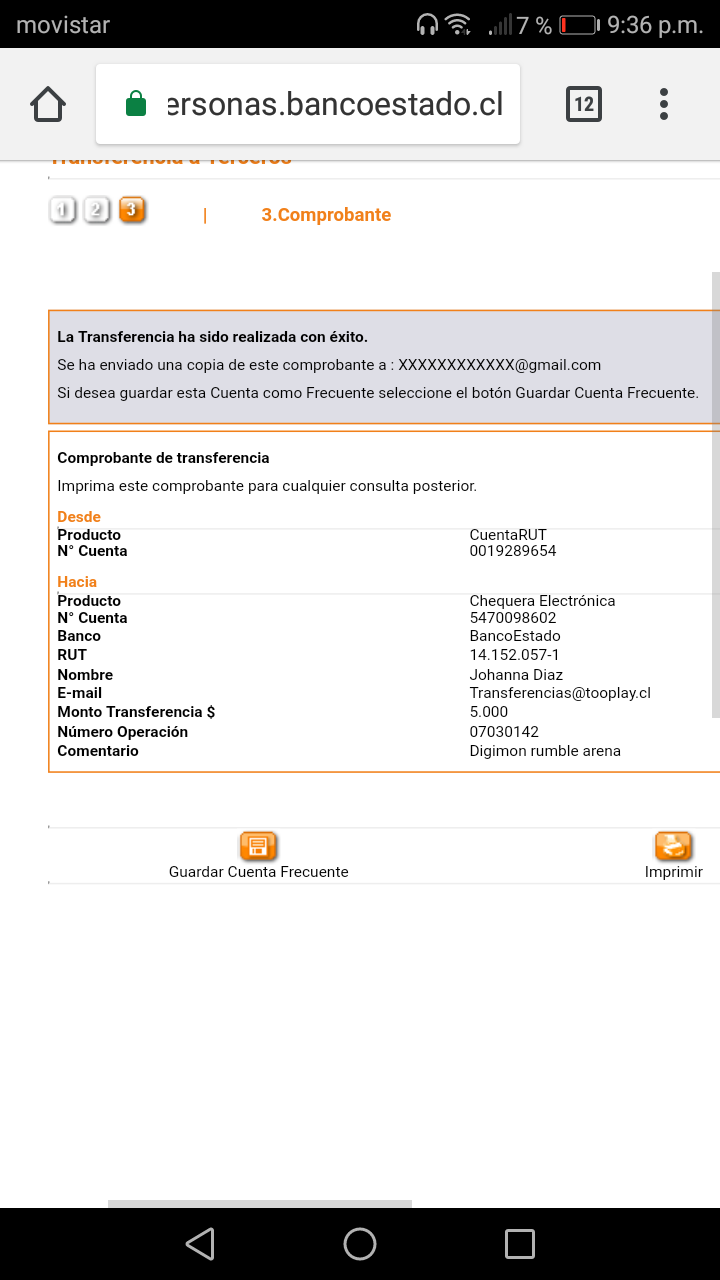 movistar 7 % 9:36 p.m.
ersonas.bancoestado.cl 12
Transferencia a Terceros
1 2 3 | 3.Comprobante
La Transferencia ha sido realizada con éxito.
Se ha enviado una copia de este comprobante a : XXXXXXXXXXXX@gmail.com
Si desea guardar esta Cuenta como Frecuente seleccione el botón Guardar Cuenta Frecuente.
Comprobante de transferencia
Imprima este comprobante para cualquier consulta posterior.
Desde
Producto CuentaRUT
N° Cuenta 0019289654
Hacia
Producto Chequera Electrónica
N° Cuenta 5470098602
Banco BancoEstado
RUT 14.152.057-1
Nombre Johanna Diaz
E-mail Transferencias@tooplay.cl
Monto Transferencia $ 5.000
Número Operación 07030142
Comentario Digimon rumble arena
Guardar Cuenta Frecuente Imprimir